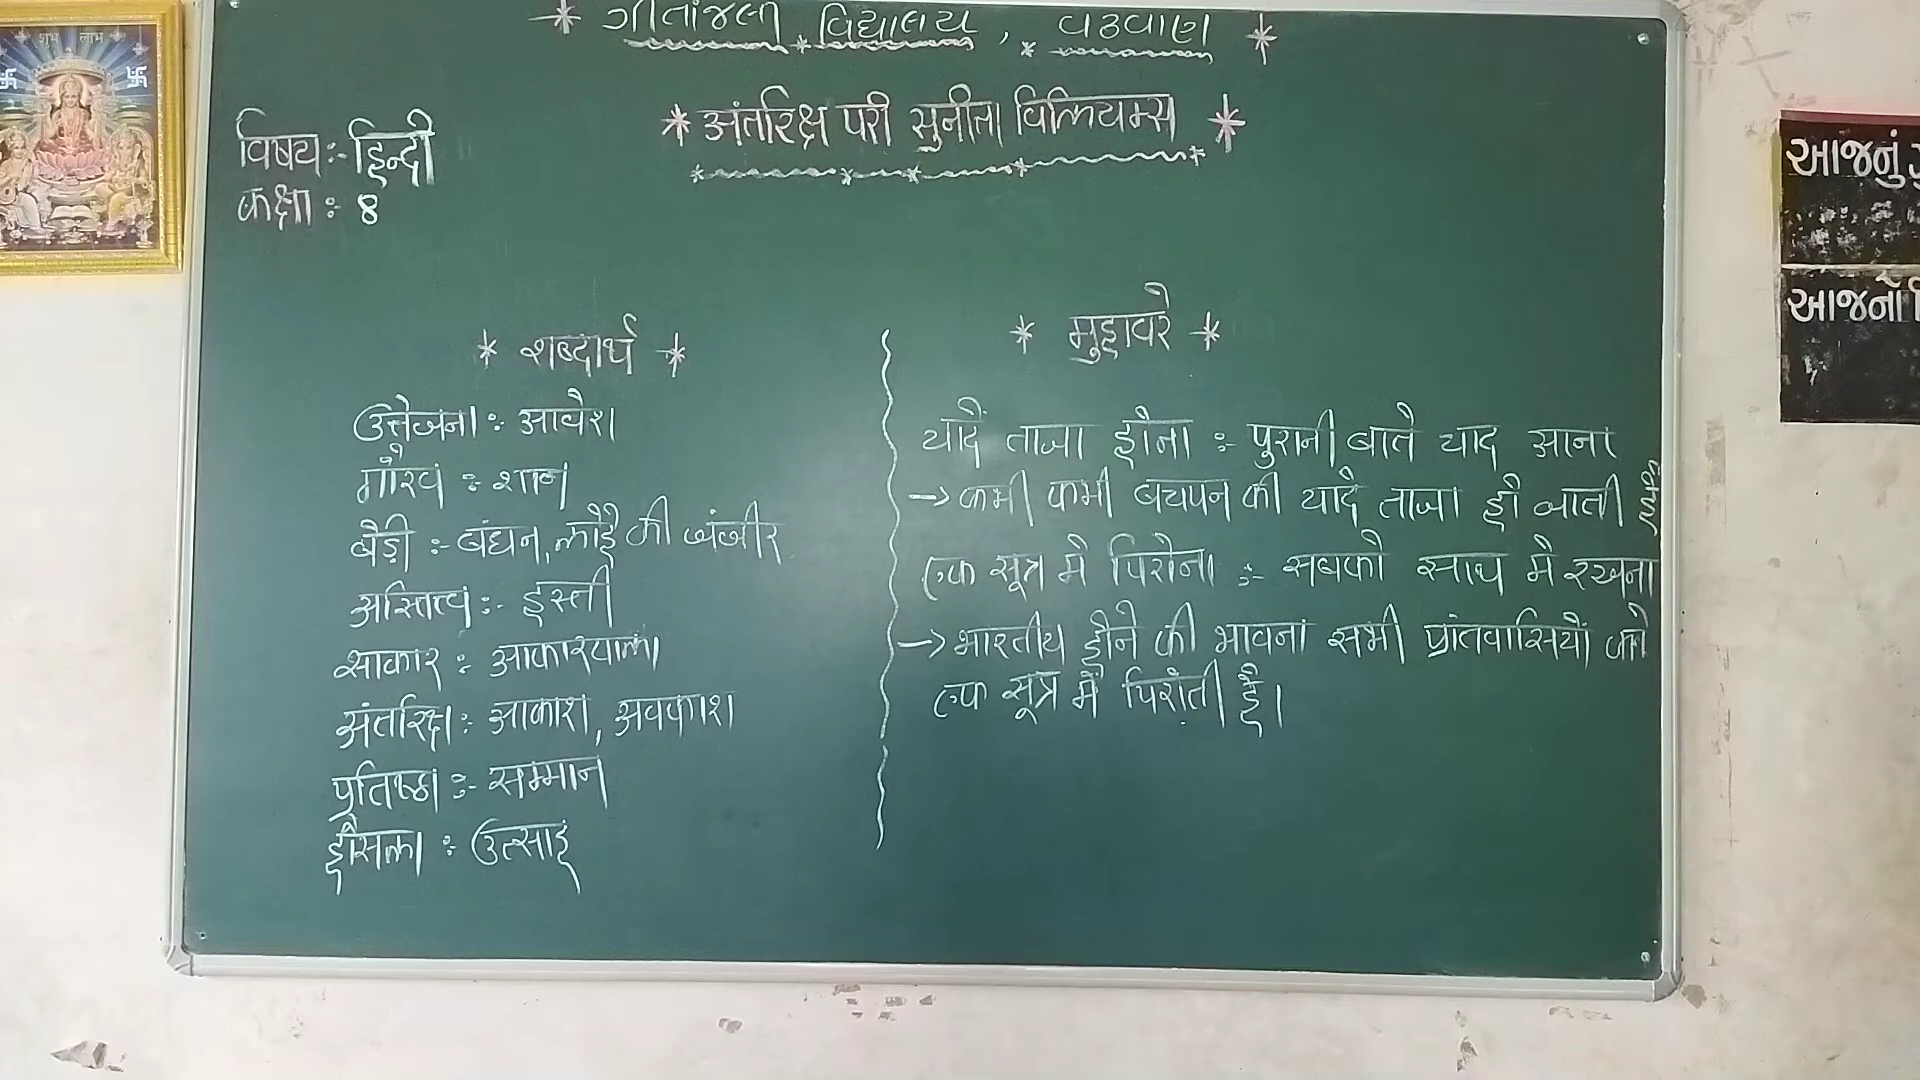 शुभ लाभ
ગીતાંજલી વિદ્યાલય, વઢવાણ
अंतरिक्ष परी सुनीता विलियम्स
विषय :- हिन्दी
कक्षा :- 8
* शब्दार्थ *
उत्तेजना :- आवेश
गौरव :- शान
बेड़ी :- बंधन, लोहे की जंजीर
अस्तित्व :- हस्ती
साकार :- आकारवाला
अंतरिक्ष :- आकाश, अवकाश
प्रतिष्ठा :- सम्मान
हौसला :- उत्साह
* मुहावरे *
यादें ताजा होना :- पुरानी बाते याद आना
→ कभी कभी बचपन की यादे ताजा हो जाती हैं।
एक सूत्र मे पिरोना :- सबको साथ मे रखना
→ भारतीय होने की भावना सभी प्रांतवासियों को
एक सूत्र में पिरोती है।
આજનું
આજનો